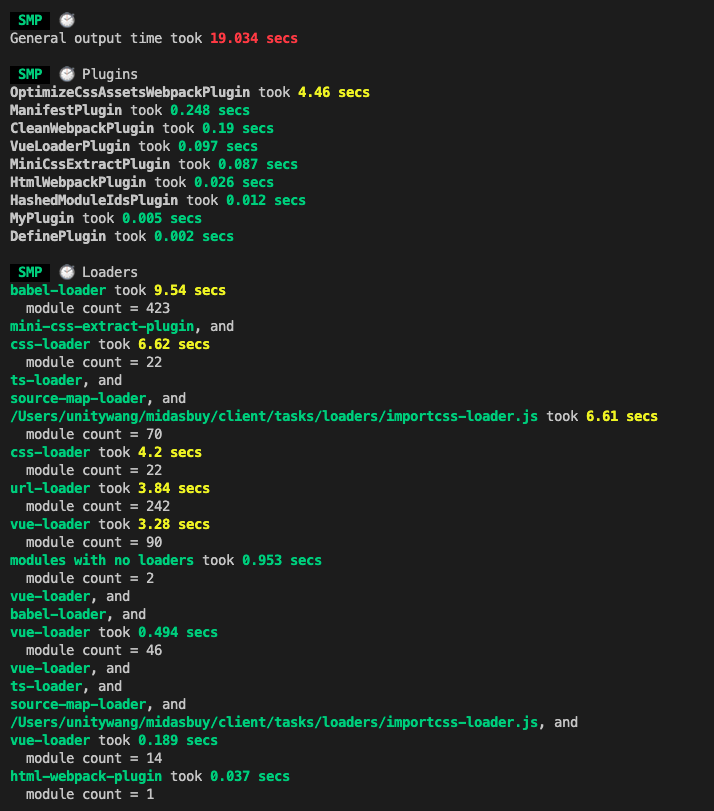 SMP
General output time took 19.034 secs
SMP Plugins
OptimizeCssAssetsWebpackPlugin took 4.46 secs
ManifestPlugin took 0.248 secs
CleanWebpackPlugin took 0.19 secs
VueLoaderPlugin took 0.097 secs
MiniCssExtractPlugin took 0.087 secs
HtmlWebpackPlugin took 0.026 secs
HashedModuleIdsPlugin took 0.012 secs
MyPlugin took 0.005 secs
DefinePlugin took 0.002 secs
SMP Loaders
babel-loader took 9.54 secs
module count = 423
mini-css-extract-plugin, and
css-loader took 6.62 secs
module count = 22
ts-loader, and
source-map-loader, and
/Users/unitywang/midasbuy/client/tasks/loaders/importcss-loader.js took 6.61 secs
module count = 70
css-loader took 4.2 secs
module count = 22
url-loader took 3.84 secs
module count = 242
vue-loader took 3.28 secs
module count = 90
modules with no loaders took 0.953 secs
module count = 2
vue-loader, and
babel-loader, and
vue-loader took 0.494 secs
module count = 46
vue-loader, and
ts-loader, and
source-map-loader, and
/Users/unitywang/midasbuy/client/tasks/loaders/importcss-loader.js, and
vue-loader took 0.189 secs
module count = 14
html-webpack-plugin took 0.037 secs
module count = 1